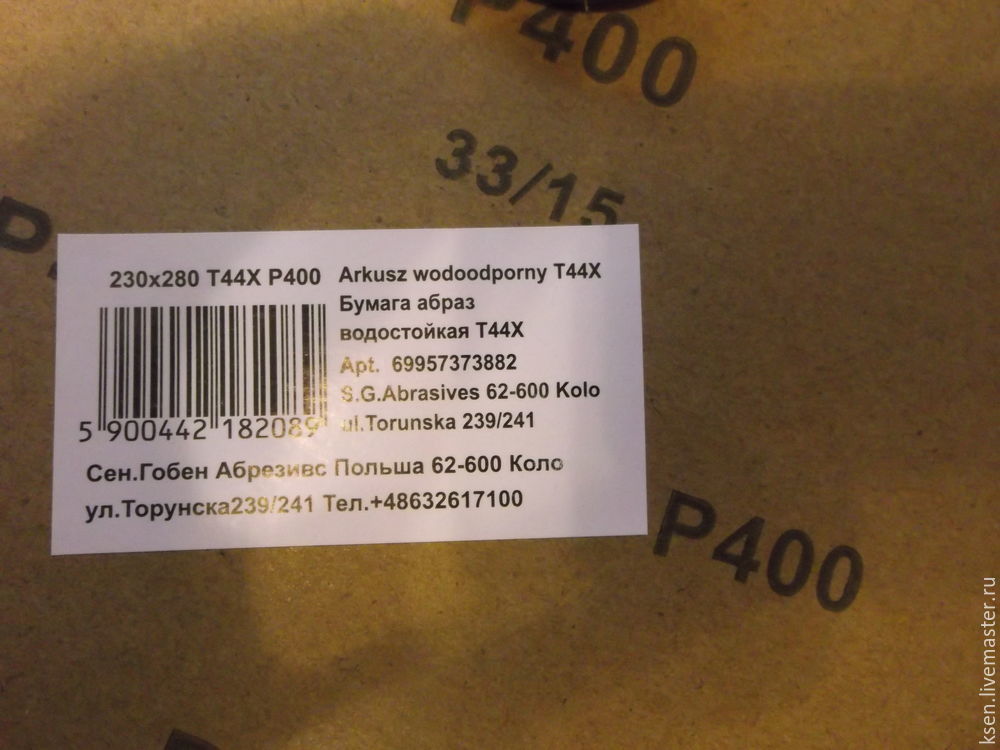 P400
33/15
P
230x280 T44X P400
Arkusz wodoodporny T44X
Бумага абраз
водостойкая T44X
Арт. 69957373882
S.G.Abrasives 62-600 Kolo
ul.Torunska 239/241
5 900442 182089
Сен.Гобен Абрезивс Польша 62-600 Коло
ул.Торунска239/241 Тел.+48632617100
P400
ksen.livemaster.ru